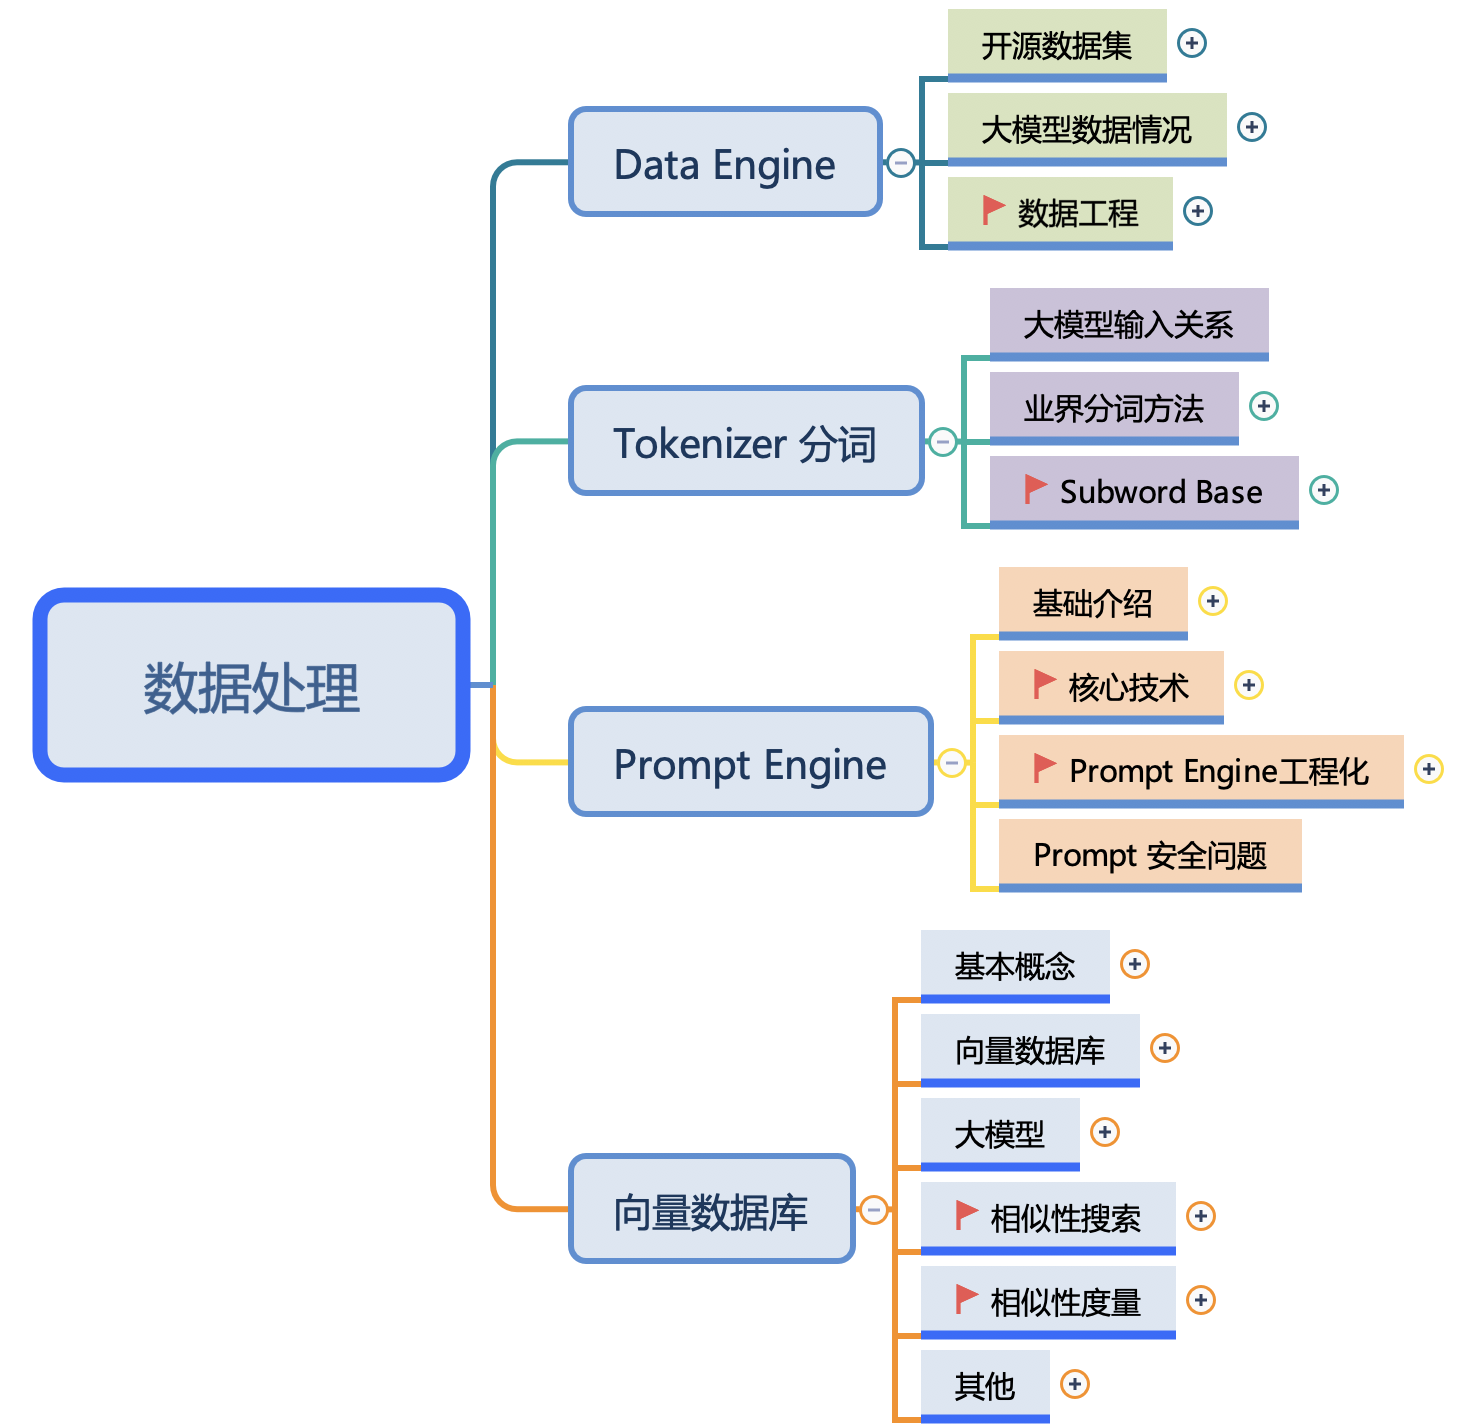 数据处理
Data Engine
开源数据集
大模型数据情况
数据工程
Tokenizer 分词
大模型输入关系
业界分词方法
Subword Base
Prompt Engine
基础介绍
核心技术
Prompt Engine工程化
Prompt 安全问题
向量数据库
基本概念
向量数据库
大模型
相似性搜索
相似性度量
其他